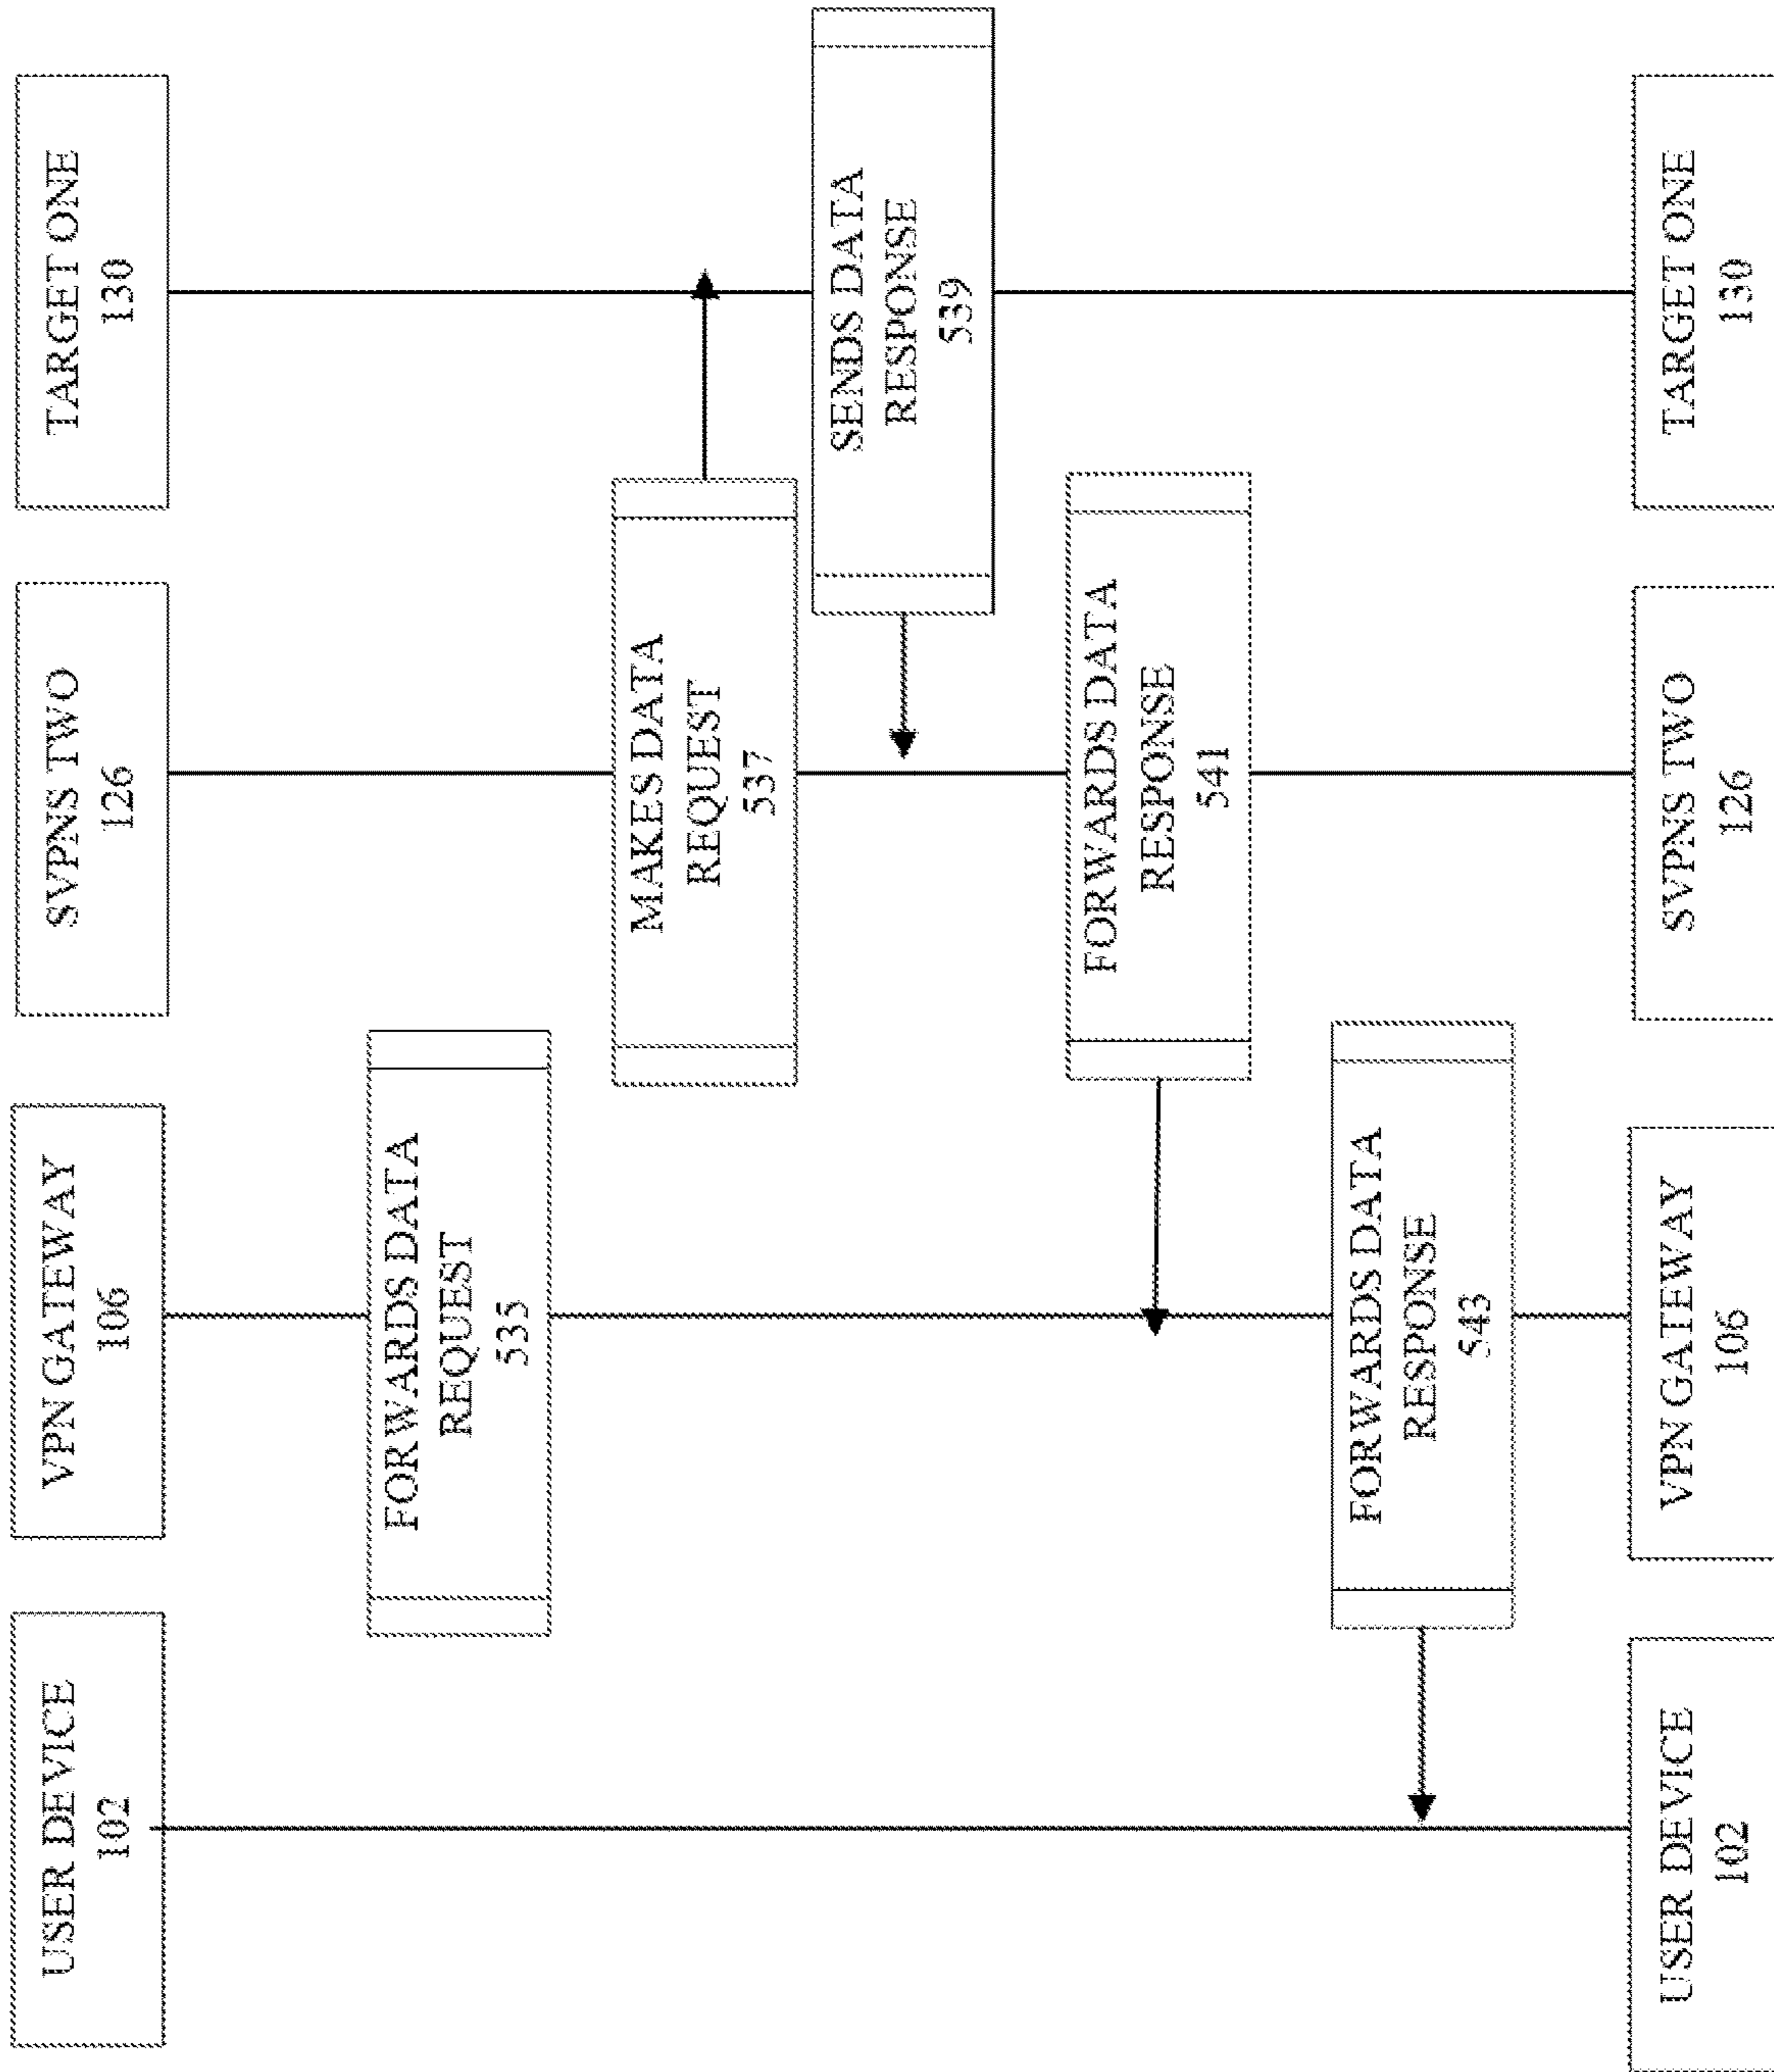 USER DEVICE
102
VPN GATEWAY
106
SVPNS TWO
126
TARGET ONE
130
FORWARDS DATA
REQUEST
535
MAKES DATA
REQUEST
537
SENDS DATA
RESPONSE
539
FORWARDS DATA
RESPONSE
541
FORWARDS DATA
RESPONSE
543
USER DEVICE
102
VPN GATEWAY
106
SVPNS TWO
126
TARGET ONE
130